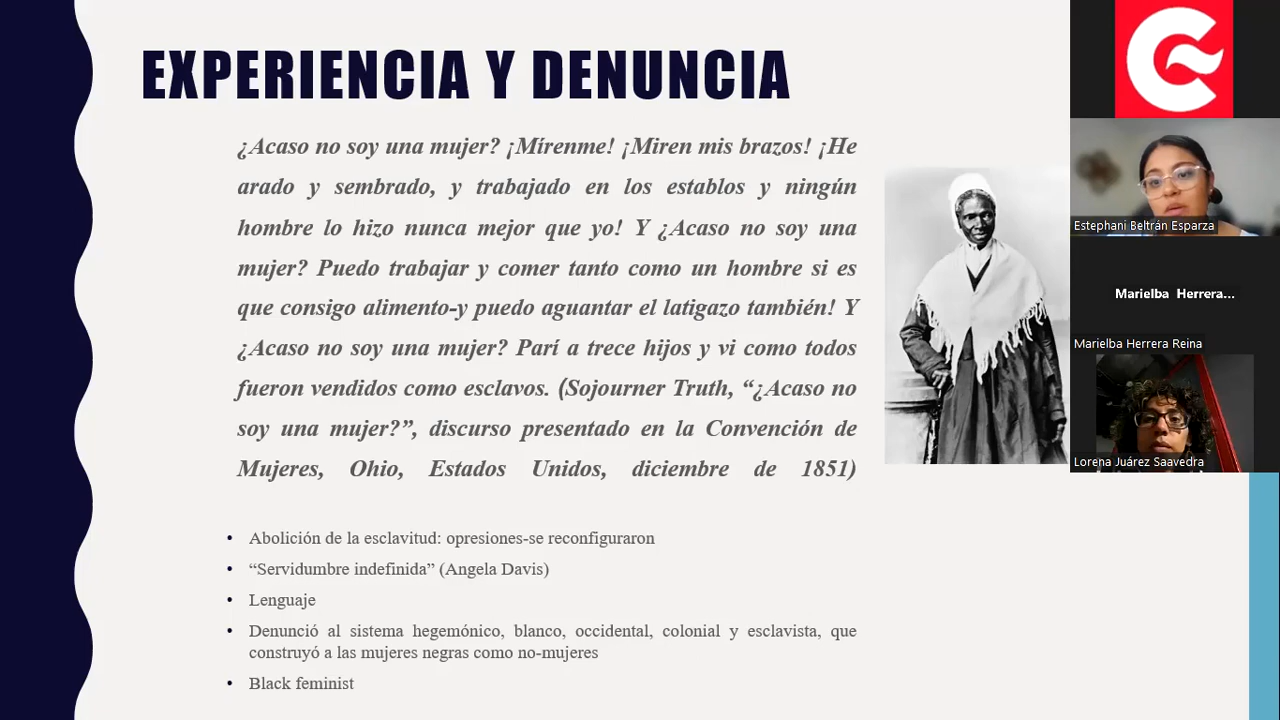 EXPERIENCIA Y DENUNCIA
¿Acaso no soy una mujer? ¡Mírenme! ¡Miren mis brazos! ¡He
arado y sembrado, y trabajado en los establos y ningún
hombre lo hizo nunca mejor que yo! Y ¿Acaso no soy una
mujer? Puedo trabajar y comer tanto como un hombre si es
que consigo alimento-y puedo aguantar el latigazo también! Y
¿Acaso no soy una mujer? Parí a trece hijos y vi como todos
fueron vendidos como esclavos. (Sojourner Truth, “¿Acaso no
soy una mujer?”, discurso presentado en la Convención de
Mujeres, Ohio, Estados Unidos, diciembre de 1851)
• Abolición de la esclavitud: opresiones-se reconfiguraron
• “Servidumbre indefinida” (Angela Davis)
• Lenguaje
• Denunció al sistema hegemónico, blanco, occidental, colonial y esclavista, que
construyó a las mujeres negras como no-mujeres
• Black feminist
Estephani Beltrán Esparza
Marielba Herrera...
Marielba Herrera Reina
Lorena Juárez Saavedra